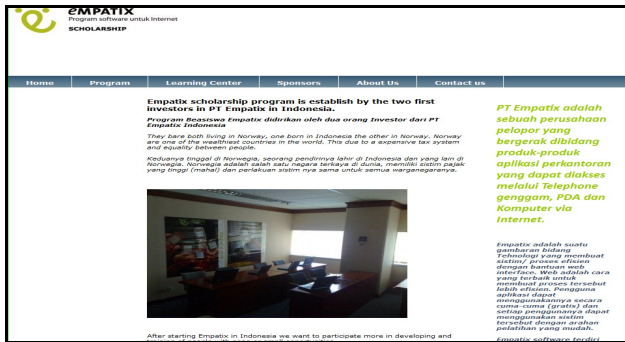 eMPATIX
Program software untuk Internet
SCHOLARSHIP
Home Program Learning Center Sponsors About Us Contact us
Empatix scholarship program is establish by the two first
investors in PT Empatix in Indonesia.
Program Beasiswa Empatix didirikan oleh dua orang Investor dari PT
Empatix Indonesia
They bare both living in Norway, one born in Indonesia the other in Norway. Norway
are one of the wealthiest countries in the world. This due to a expensive tax system
and equality between people.
Keduanya tinggal di Norwegia, seorang pendirinya lahir di Indonesia dan yang lain di
Norwegia. Norwegia adalah salah satu negara terkaya di dunia, memiliki sistim pajak
yang tinggi (mahal) dan perlakuan sistim nya sama untuk semua warganegaranya.
After starting Empatix in Indonesia we want to participate more in developing and
PT Empatix adalah
sebuah perusahaan
pelopor yang
bergerak dibidang
produk-produk
aplikasi perkantoran
yang dapat diakses
melalui Telephone
genggam, PDA dan
Komputer via
Internet.
Empatix adalah suatu
gambaran bidang
Tehnologi yang membuat
sistim/ proses efisien
dengan bantuan web
interface. Web adalah cara
yang terbaik untuk
membuat proses tersebut
lebih efisien. Pengguna
aplikasi dapat
menggunakannya secara
cuma-cuma (gratis) dan
setiap penggunanya dapat
menggunakan sistim
tersebut dengan arahan
pelatihan yang mudah.
Empatix software terdiri